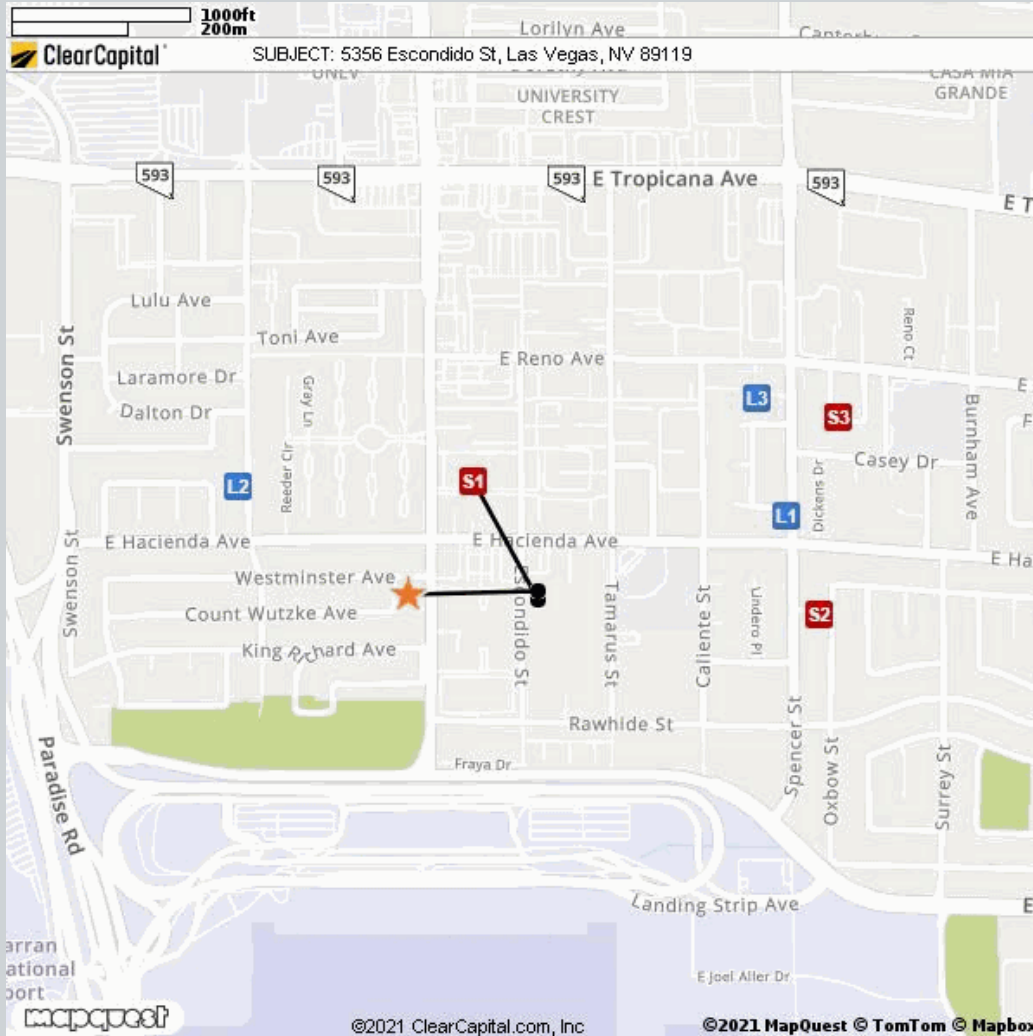 1000ft
200m
Lorilyn Ave
ClearCapital
SUBJECT: 5356 Escondido St, Las Vegas, NV 89119
UNLV
CASA MIA
GRANDE
UNIVERSITY
CREST
593
593
593
E Tropicana Ave
593
E T
Lulu Ave
Toni Ave
Reno Ct
E Reno Ave
Swenson St
Laramore Dr
Gray Ln
L3
E
Dalton Dr
S3
Burnham Ave
F
Casey Dr
Reeder Cir
L2
S1
Dickens Dr
L1
E Hacienda Ave
E Hacienda Ave
E Ha
Swenson St
Westminster Ave
Count Wutzke Ave
Escondido St
Tamarus St
Caliente St
Lindero Pl
S2
King Richard Ave
Rawhide St
Spencer St
Oxbow St
Surrey St
Paradise Rd
Fraya Dr
Landing Strip Ave
E
arran
ational
port
E Joel Aller Dr
mapquest
©2021 ClearCapital.com, Inc
©2021 MapQuest © TomTom © Mapbox